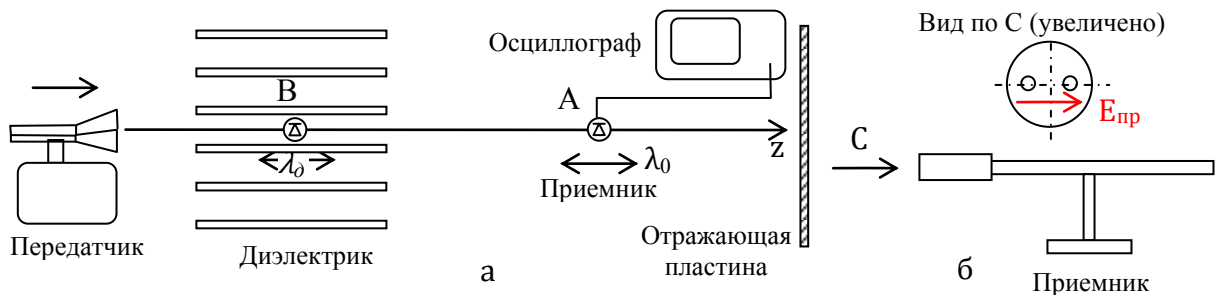 Осциллограф
Вид по С (увеличено)
B
A
Eпр
z
C
λд
λ0
Приемник
Передатчик
Диэлектрик
Отражающая
пластина
а
б
Приемник